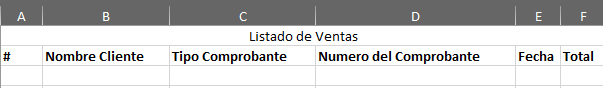 A B C D E F
Listado de Ventas
# Nombre Cliente Tipo Comprobante Numero del Comprobante Fecha Total